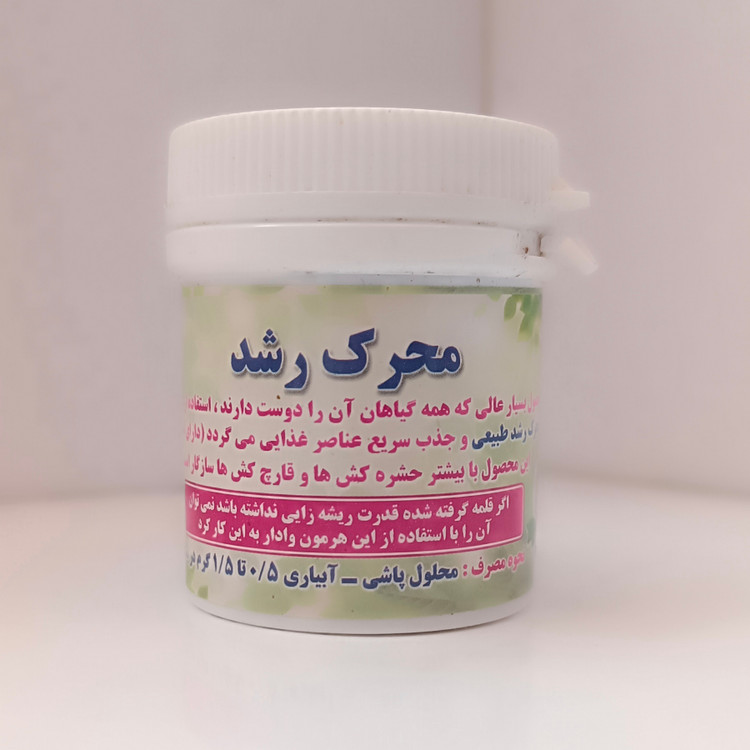 محرک رشد
بسیار عالی که همه گیاهان آن را دوست دارند ، استفاده
رشد طبیعی و جذب سریع عناصر غذایی می گردد (دارای
این محصول با بیشتر حشره کش ها و قارچ کش ها سازگار
اگر قلمه گرفته شده قدرت ریشه زایی نداشته باشد نمی توان
آن را با استفاده از این هرمون وادار به این کار کرد
نحوه مصرف : محلول پاشی – آبیاری ۰/۵ تا ۱/۵ گرم در